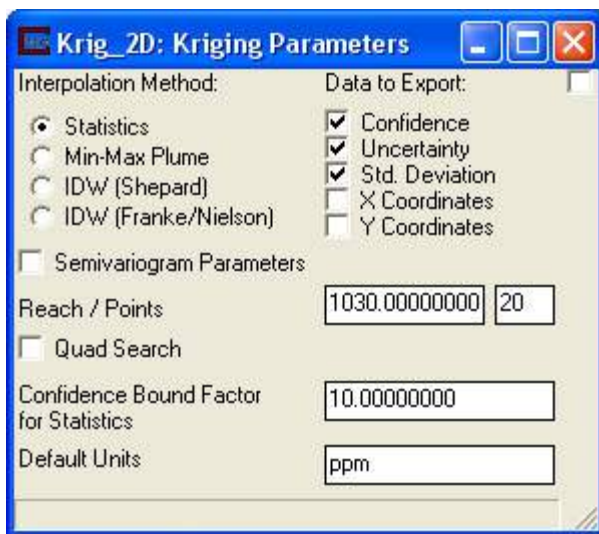 Krig_2D: Kriging Parameters
Interpolation Method:
Statistics
Min-Max Plume
IDW (Shepard)
IDW (Franke/Nielson)
Data to Export:
Confidence
Uncertainty
Std. Deviation
X Coordinates
Y Coordinates
Semivariogram Parameters
Reach / Points 1030.00000000 20
Quad Search
Confidence Bound Factor
for Statistics 10.00000000
Default Units ppm